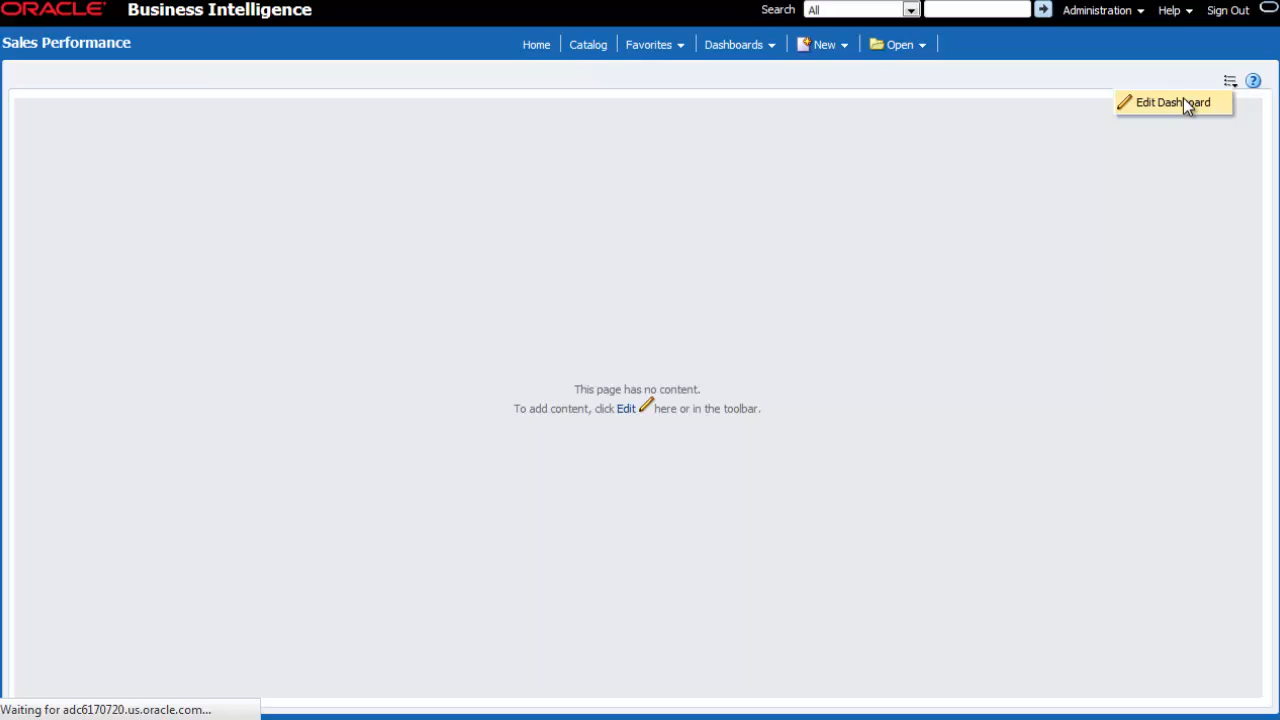 ORACLE Business Intelligence Search All Administration Help Sign Out
Sales Performance Home Catalog Favorites Dashboards New Open
Edit Dashboard
This page has no content.
To add content, click Edit here or in the toolbar.
Waiting for adc6170720.us.oracle.com...